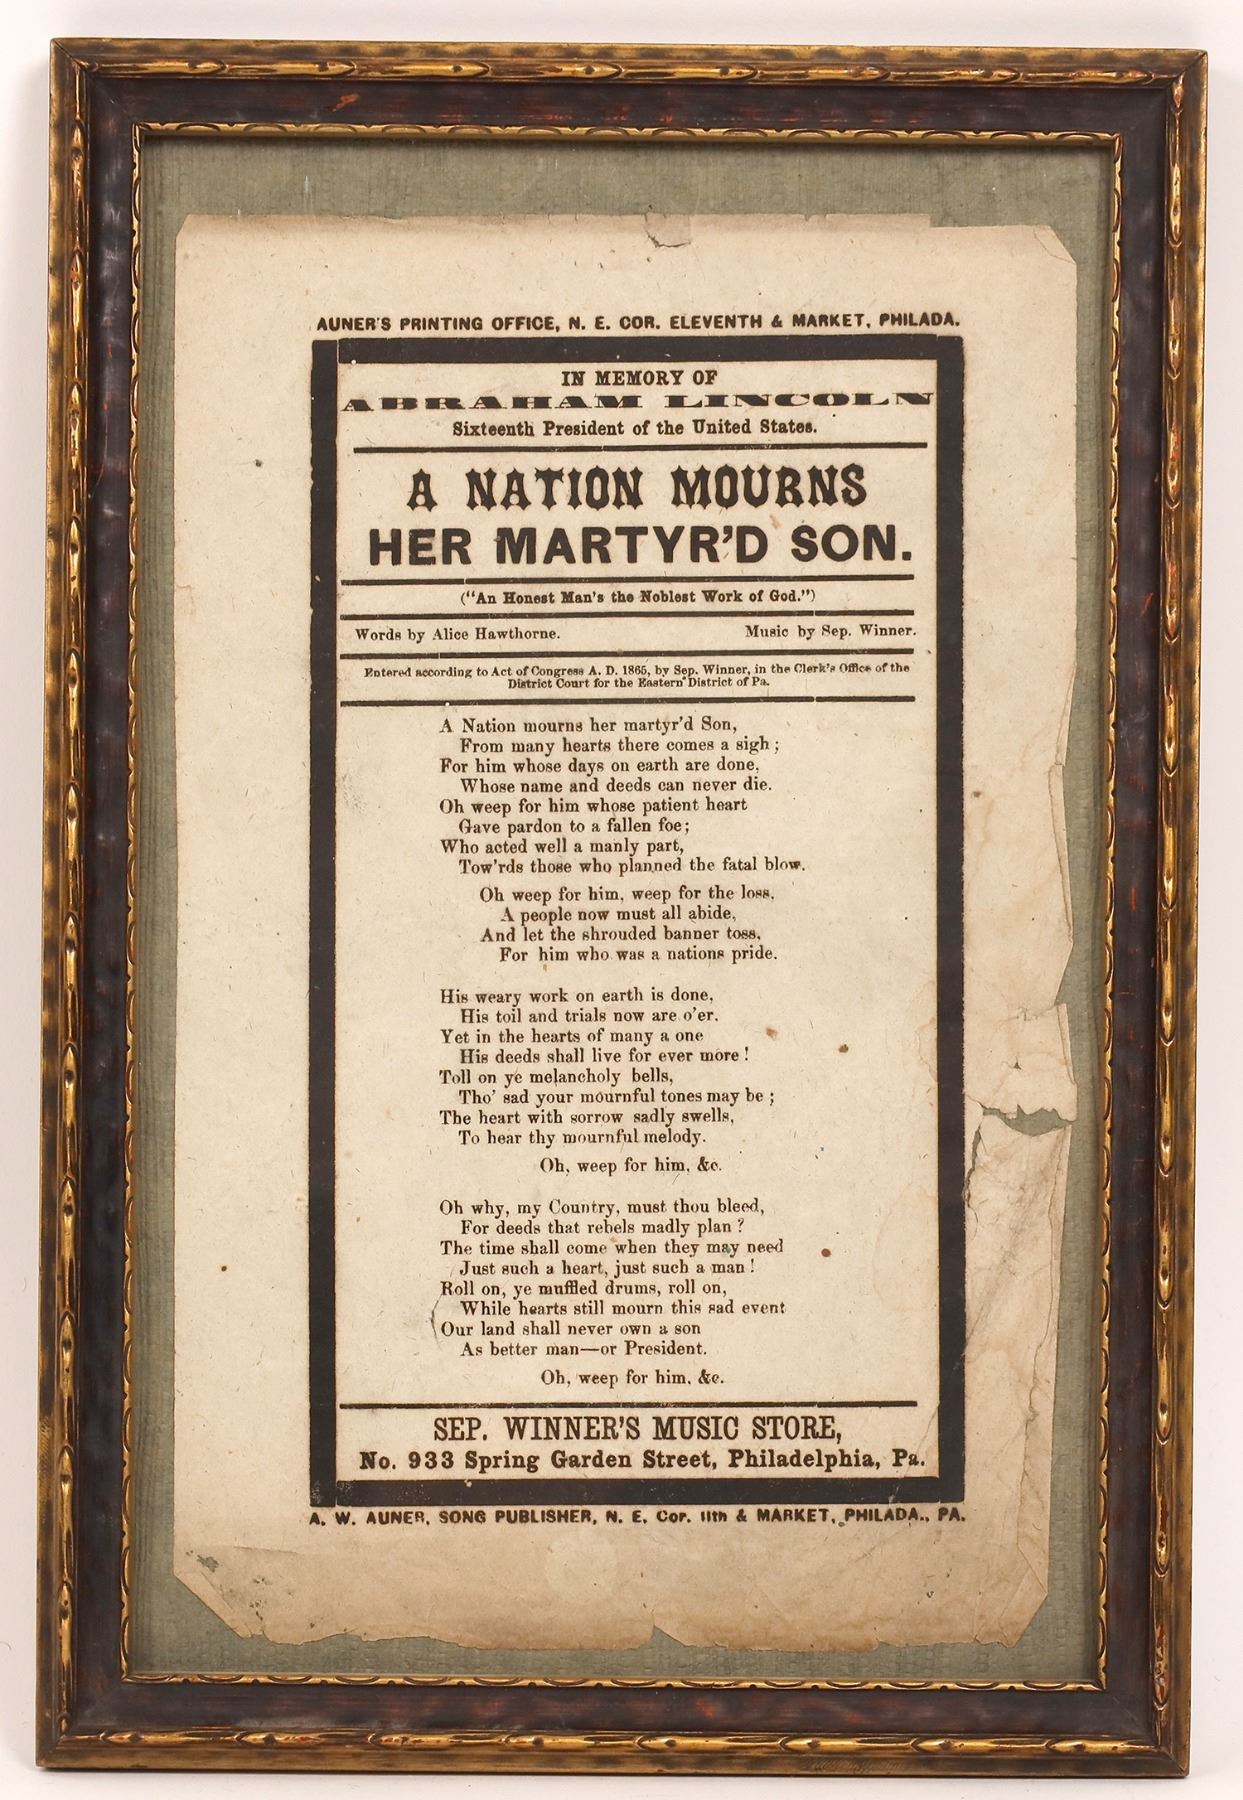 AUNER'S PRINTING OFFICE, N. E. COR. ELEVENTH & MARKET, PHILADA.
IN MEMORY OF
ABRAHAM LINCOLN
Sixteenth President of the United States.
A NATION MOURNS
HER MARTYR'D SON.
("An Honest Man's the Noblest Work of God.")
Words by Alice Hawthorne. Music by Sep. Winner.
Entered according to Act of Congress A. D. 1865, by Sep. Winner, in the Clerk's Office of the
District Court for the Eastern District of Pa.
A Nation mourns her martyr'd Son,
From many hearts there comes a sigh;
For him whose days on earth are done,
Whose name and deeds can never die.
Oh weep for him whose patient heart
Gave pardon to a fallen foe;
Who acted well a manly part,
Tow'rds those who planned the fatal blow.
Oh weep for him, weep for the loss,
A people now must all abide,
And let the shrouded banner toss,
For him who was a nations pride.
His weary work on earth is done,
His toil and trials now are o'er,
Yet in the hearts of many a one
His deeds shall live for ever more!
Toll on ye melancholy bells,
Tho' sad your mournful tones may be;
The heart with sorrow sadly swells,
To hear thy mournful melody.
Oh, weep for him, &c.
Oh why, my Country, must thou bleed,
For deeds that rebels madly plan?
The time shall come when they may need
Just such a heart, just such a man!
Roll on, ye muffled drums, roll on,
While hearts still mourn this sad event
Our land shall never own a son
As better man—or President.
Oh, weep for him, &c.
SEP. WINNER'S MUSIC STORE,
No. 933 Spring Garden Street, Philadelphia, Pa.
A. W. AUNER, SONG PUBLISHER, N. E. Cor. 11th & MARKET, PHILADA., PA.